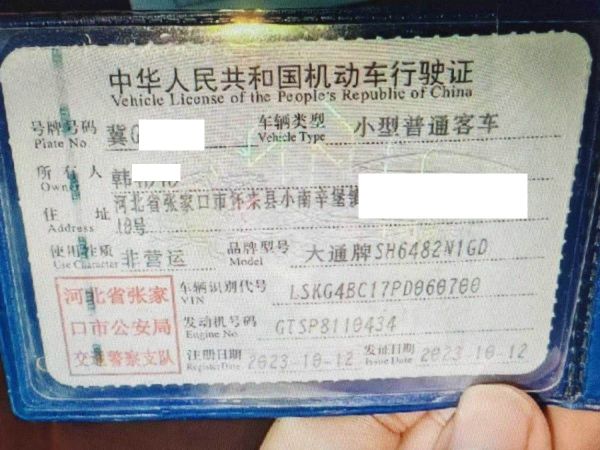 中华人民共和国机动车行驶证
Vehicle License of the People's Republic of China
号牌号码 冀 车辆类型 小型普通客车
Plate No. Vehicle Type
所有人 韩
Owner
住址 河北省张家口市怀来县小南辛堡镇
Address 10号
使用性质 非营运 品牌型号 大通牌SH6482N1GD
Use Character Model
河北省张家
口市公安局
交通警察支队
车辆识别代号 LSKG4BC17PD060700
VIN
发动机号码 GTSP8110434
Engine No.
注册日期 2023-10-12 发证日期 2023-10-12
Register Date Issue Date